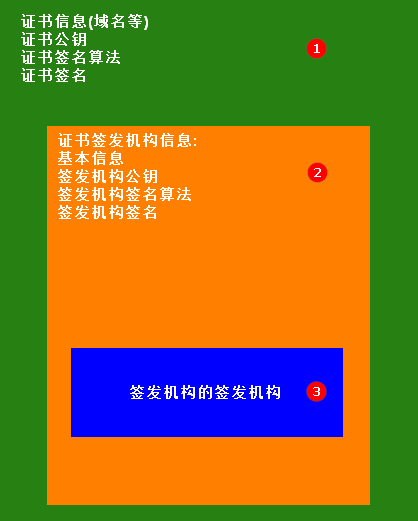 证书信息(域名等)
证书公钥
1
证书签名算法
证书签名
证书签发机构信息:
基本信息
签发机构公钥
2
签发机构签名算法
签发机构签名
签发机构的签发机构
3